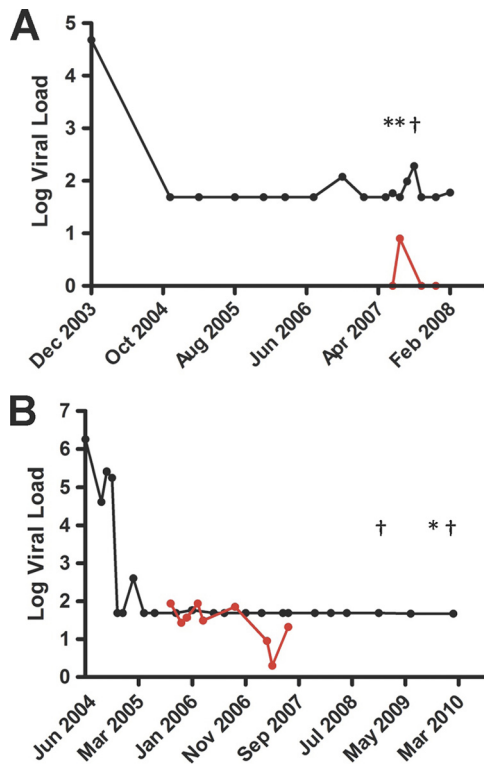 A
Log Viral Load
5
4
3
2
1
0
** †
Dec 2003
Oct 2004
Aug 2005
Jun 2006
Apr 2007
Feb 2008
B
Log Viral Load
7
6
5
4
3
2
1
0
† * †
Jun 2004
Mar 2005
Jan 2006
Nov 2006
Sep 2007
Jul 2008
May 2009
Mar 2010